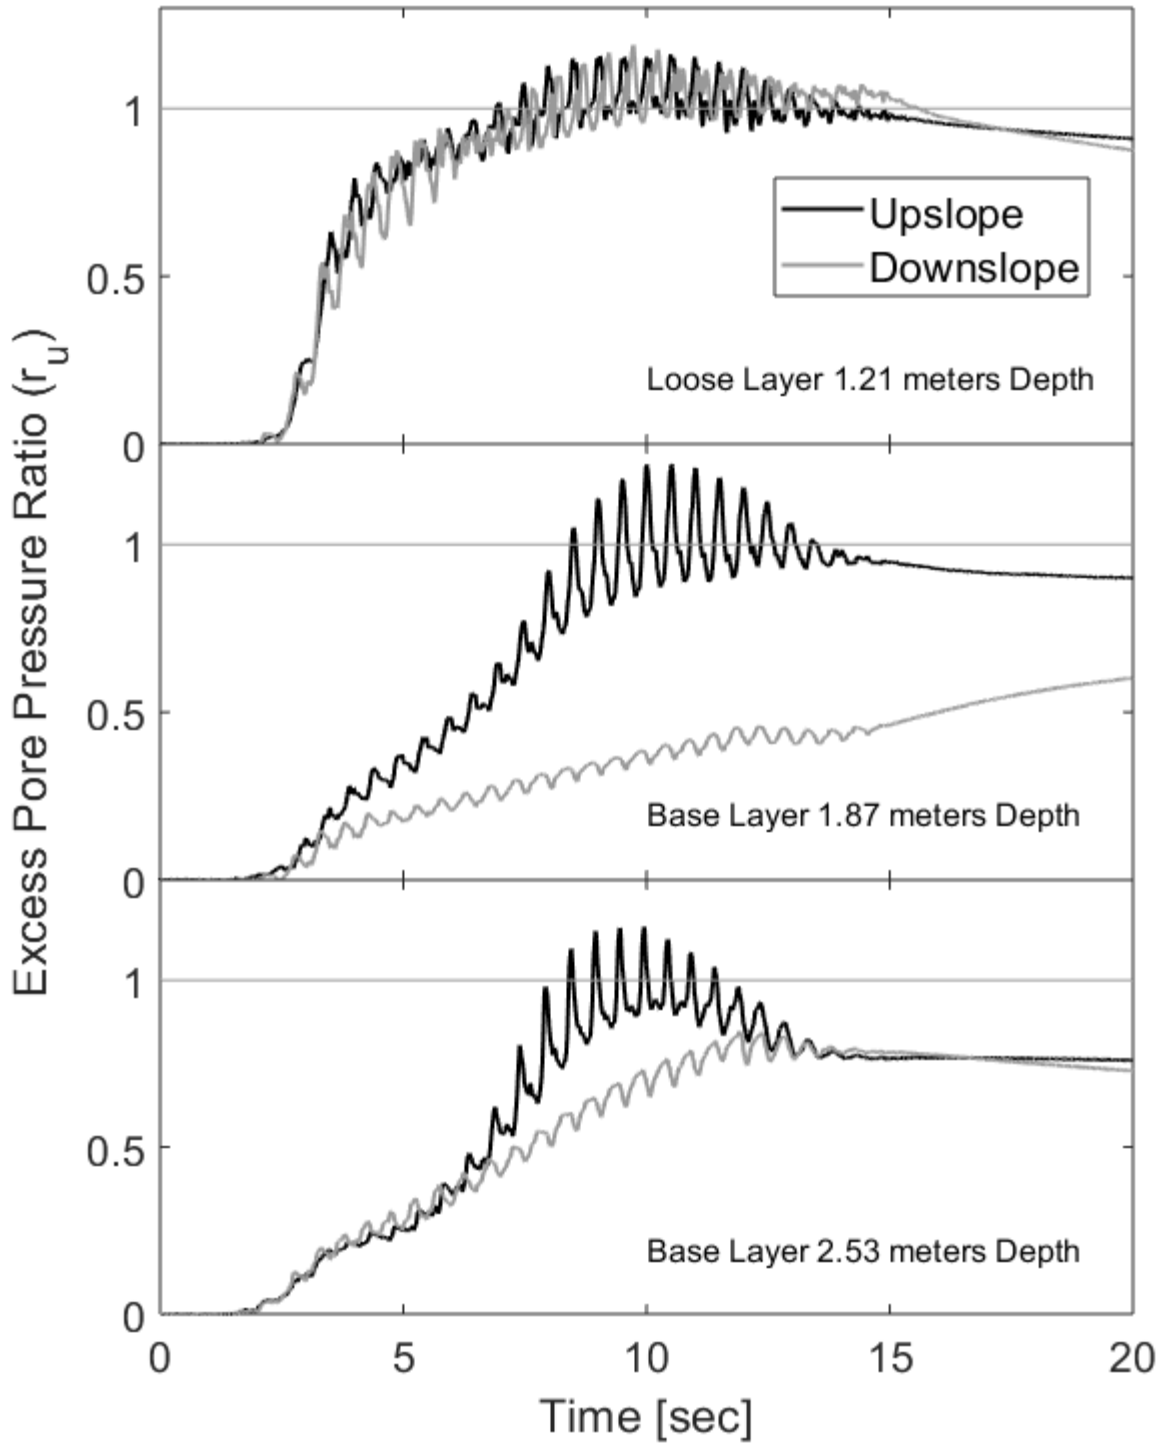 Excess Pore Pressure Ratio (r_u)
1
Upslope
Downslope
0.5
Loose Layer 1.21 meters Depth
0
1
0.5
Base Layer 1.87 meters Depth
0
1
0.5
Base Layer 2.53 meters Depth
0
0 5 10 15 20
Time [sec]